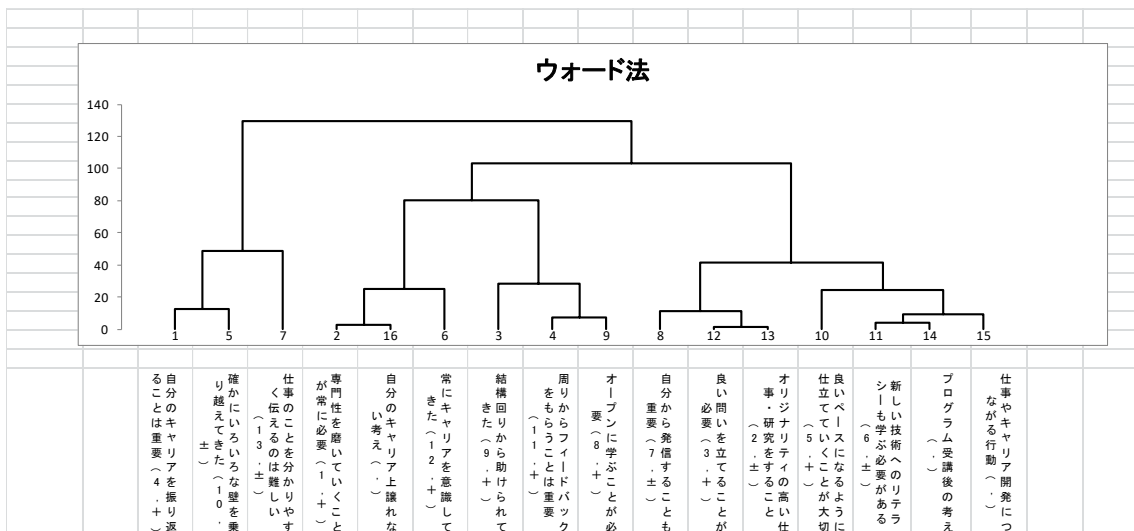 ウォード法
140
120
100
80
60
40
20
0
1 5 7 2 16 6 3 4 9 8 12 13 10 11 14 15
自分のキャリアを振り返
ることは重要（4．＋）
確かにいろいろな壁を乗
り越えてきた（10．
±）
仕事のことを分かりやす
く伝えるのは難しい
（13．±）
専門性を磨いていくこと
が常に必要（1．＋）
自分のキャリア上譲れな
い考え（．）
常にキャリアを意識して
きた（12．＋）
結構回りから助けられて
きた（9．＋）
周りからフィードバック
をもらうことは重要
（11．＋）
オープンに学ぶことが必
要（8．＋）
自分から発信することも
重要（7．±）
良い問いを立てることが
必要（3．＋）
オリジナリティの高い仕
事・研究をすること
（2．±）
良いペースになるように
仕立てていくことが大切
（5．＋）
新しい技術へのリテラ
シーも学ぶ必要がある
（6．±）
プログラム受講後の考え
（．）
仕事やキャリア開発につ
ながる行動（．）